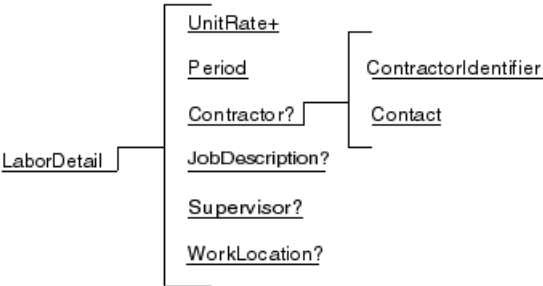 UnitRate+
Period
ContractorIdentifier
Contractor?
Contact
LaborDetail
JobDescription?
Supervisor?
WorkLocation?